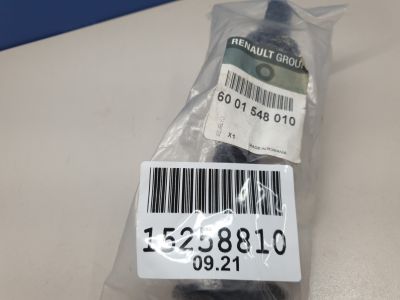 RENAULT GROUP
60 01 548 010
X1
MADE IN ROMANIA
15258810
09.21